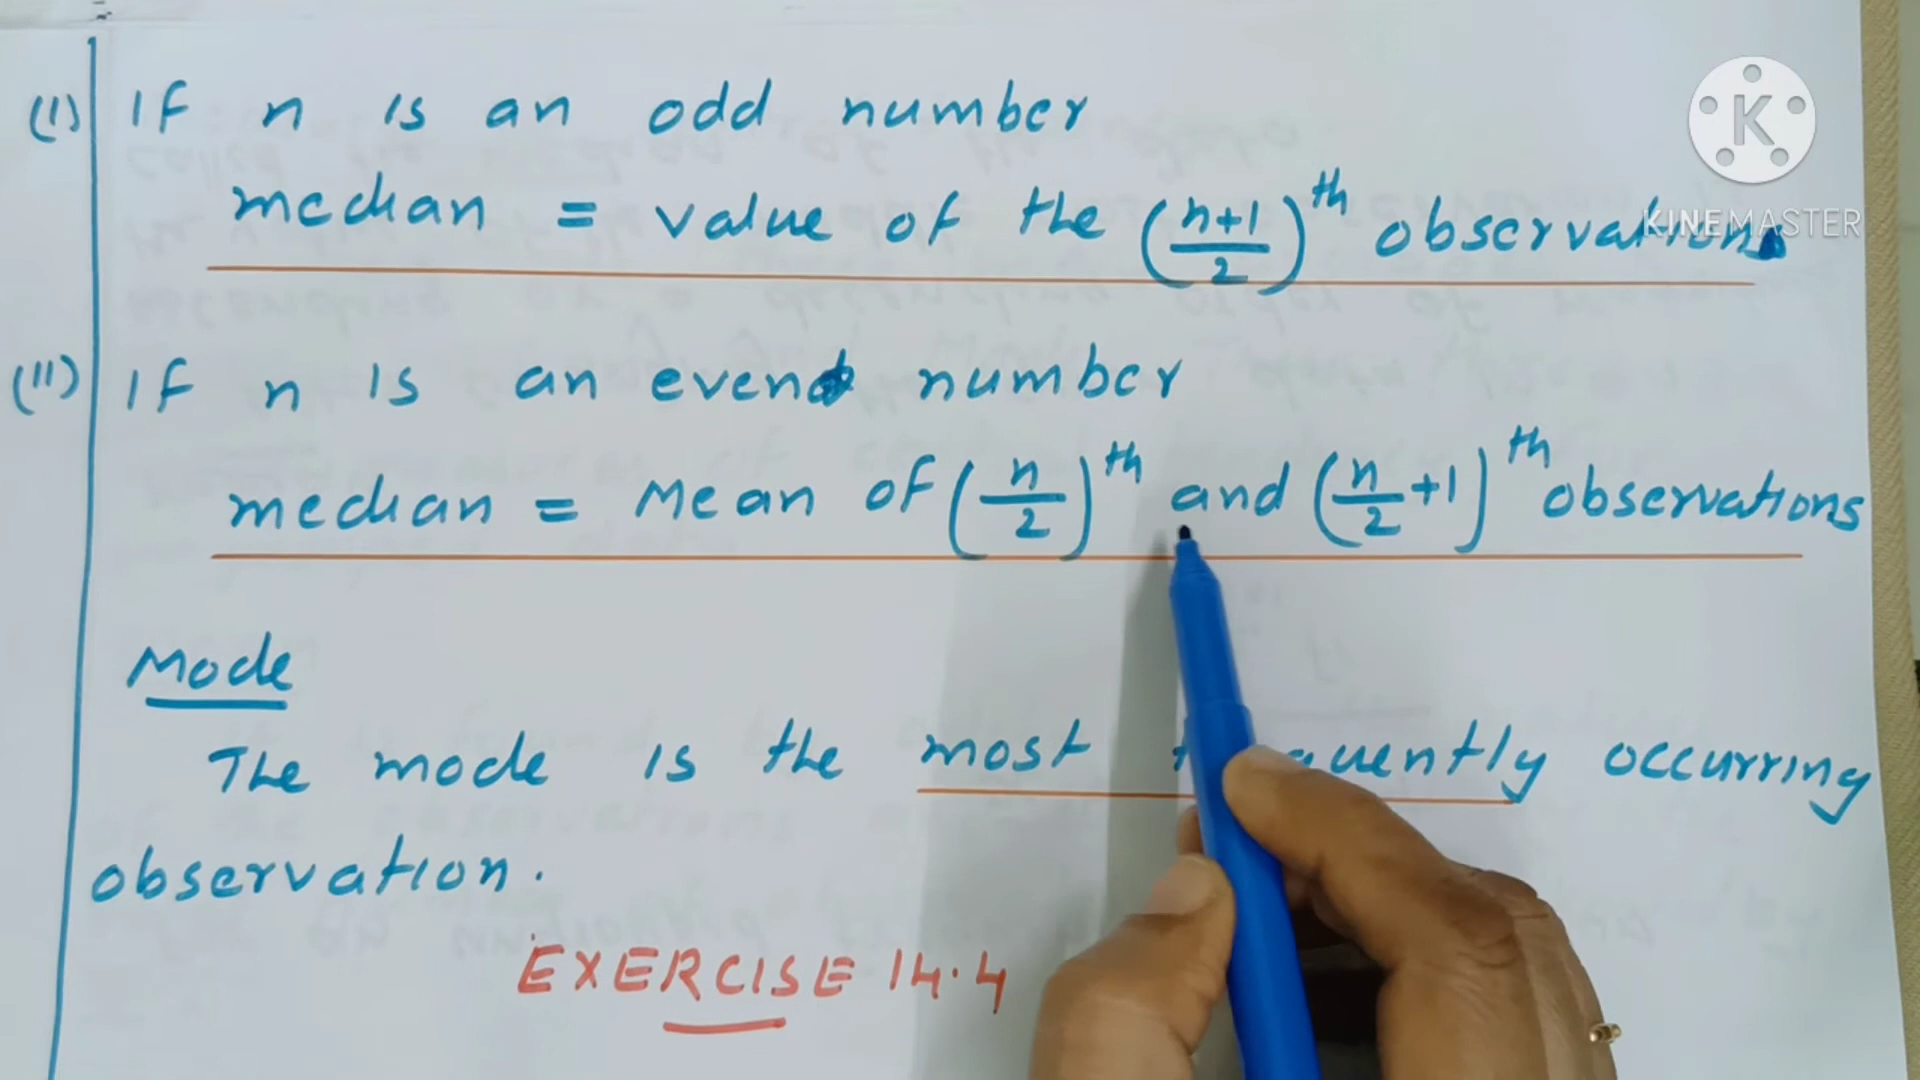 (I) If n is an odd number
median = value of the (n+1/2)th observations
(II) If n is an even number
median = Mean of (n/2)th and (n/2 +1)th observations
Mode
The mode is the most quently occurring
observation.
EXERCISE 14.4
K
KINEMASTER